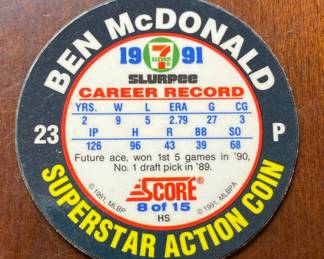 BEN McDONALD
19 7 ELEVEN 91
SLURPEE
CAREER RECORD
YRS. W L ERA G CG
2 9 5 2.79 27 3
IP H R BB SO
126 96 43 39 68
23 P
Future ace, won 1st 5 games in '90,
No. 1 draft pick in '89.
© 1991, MLBP © 1991, MLBPA
SCORE®
8 of 15
HS
SUPERSTAR ACTION COIN